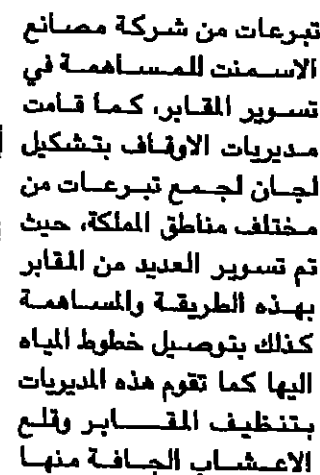 تبرعات من شركة مصانع
الاسمنت للمساهمة في
تسوير المقابر، كما قامت
مديريات الاوقاف بتشكيل
لجان لجمع تبرعات من
مختلف مناطق المملكة، حيث
تم تسوير العديد من المقابر
بهذه الطريقة والمساهمة
كذلك بتوصيل خطوط المياه
اليها كما تقوم هذه المديريات
بتنظيف المقابر وقلع
الاعشاب الجافة منها